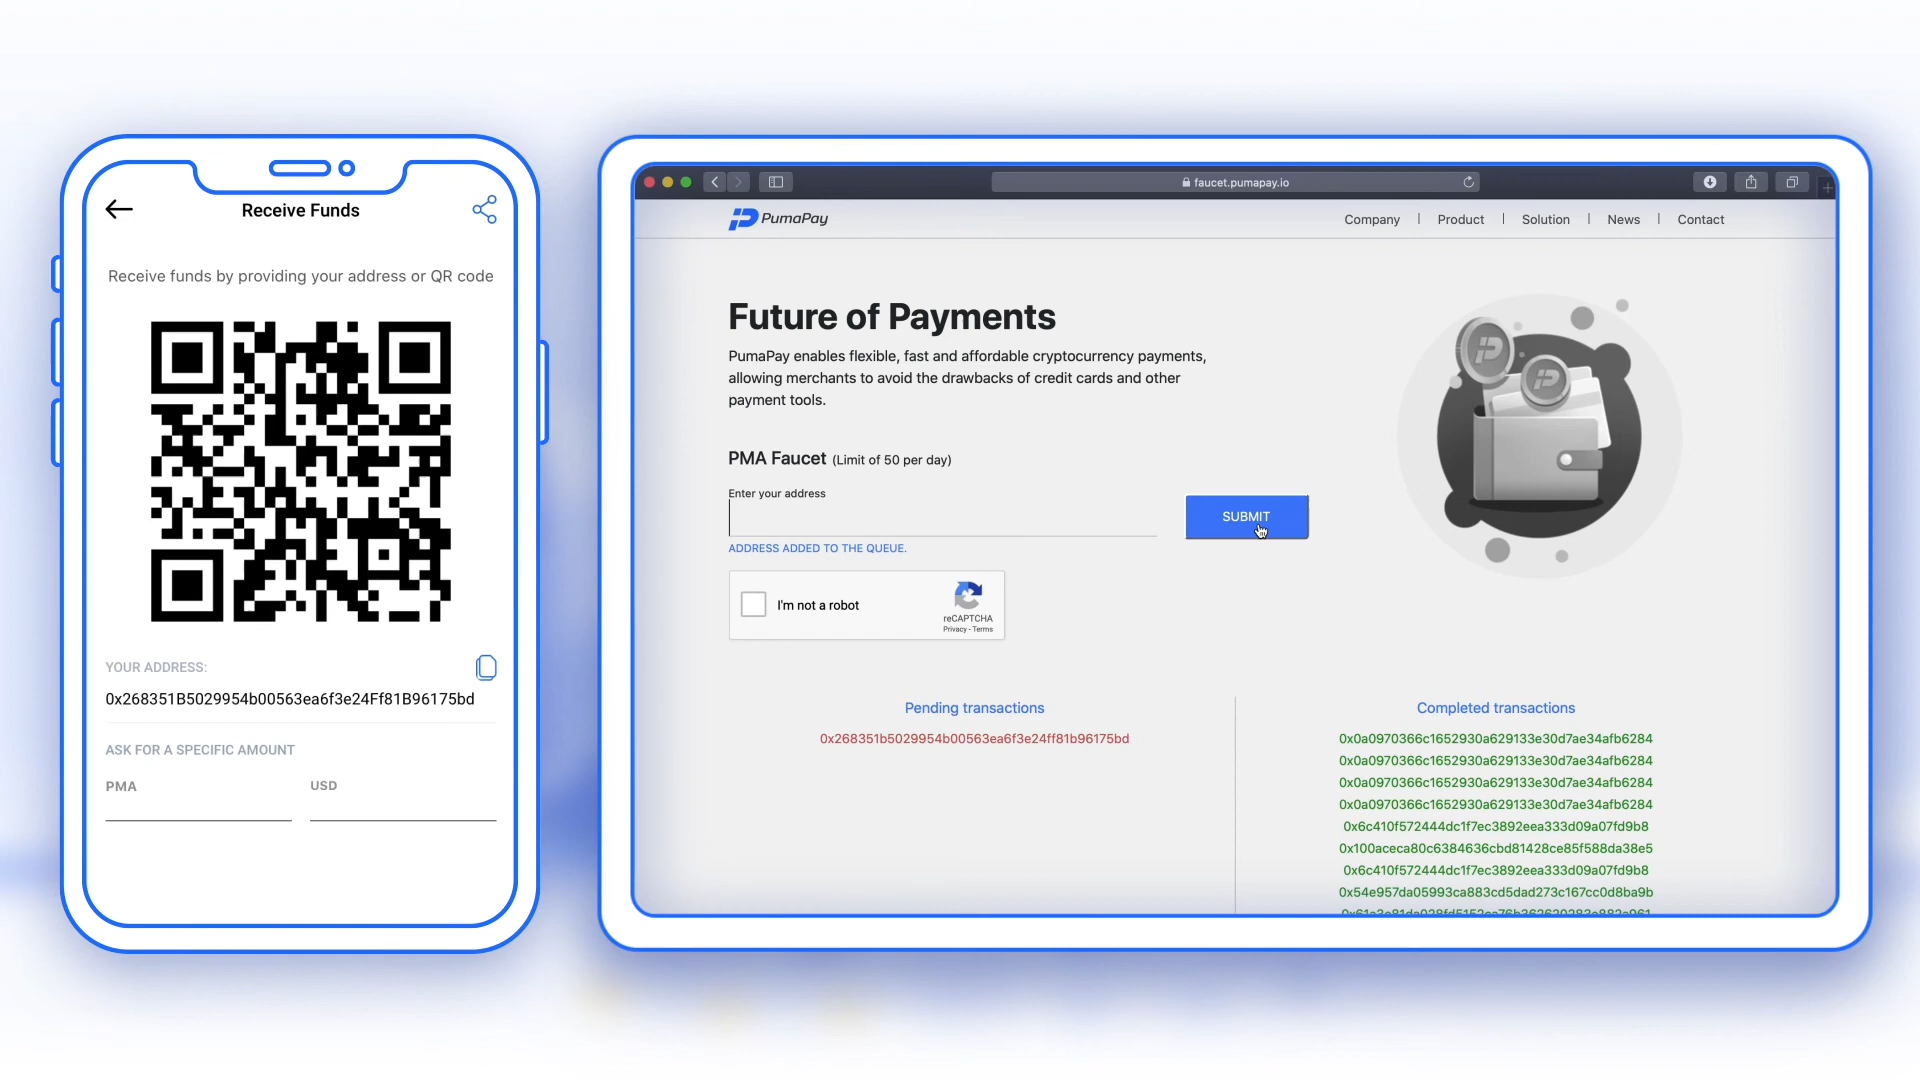 Receive Funds
Receive funds by providing your address or QR code
YOUR ADDRESS:
0x268351B5029954b00563ea6f3e24Ff81B96175bd
ASK FOR A SPECIFIC AMOUNT
PMA
USD
faucet.pumapay.io
PumaPay
Company | Product | Solution | News | Contact
Future of Payments
PumaPay enables flexible, fast and affordable cryptocurrency payments,
allowing merchants to avoid the drawbacks of credit cards and other
payment tools.
PMA Faucet (Limit of 50 per day)
Enter your address
SUBMIT
ADDRESS ADDED TO THE QUEUE.
I'm not a robot
reCAPTCHA
Privacy - Terms
Pending transactions
0x268351b5029954b00563ea6f3e24ff81b96175bd
Completed transactions
0x0a0970366c1652930a629133e30d7ae34afb6284
0x0a0970366c1652930a629133e30d7ae34afb6284
0x0a0970366c1652930a629133e30d7ae34afb6284
0x0a0970366c1652930a629133e30d7ae34afb6284
0x6c410f572444dc1f7ec3892eea333d09a07fd9b8
0x100aceca80c6384636cbd81428ce85f588da38e5
0x6c410f572444dc1f7ec3892eea333d09a07fd9b8
0x54e957da05993ca883cd5dad273c167cc0d8ba9b